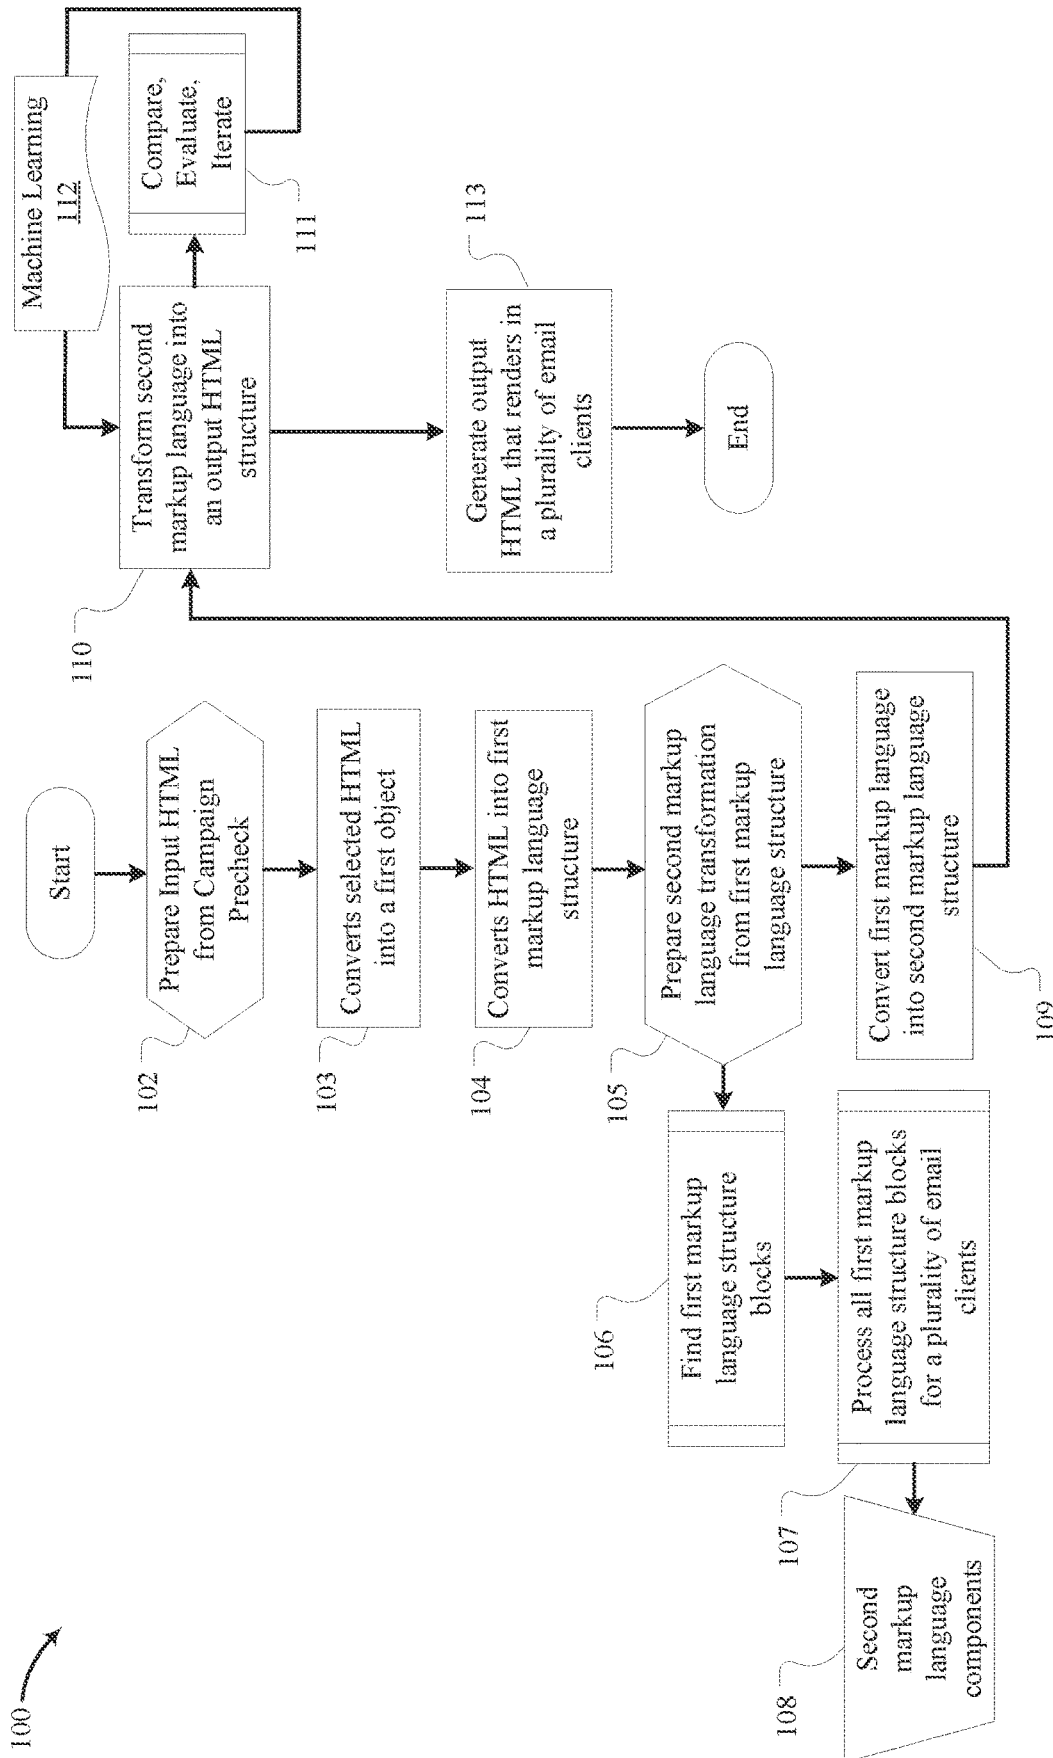 100
Start
Prepare Input HTML
from Campaign
Precheck
102
Converts selected HTML
into a first object
103
Converts HTML into first
markup language
structure
104
Prepare second markup
language transformation
from first markup
language structure
105
Find first markup
language structure
blocks
106
Process all first markup
language structure blocks
for a plurality of email
clients
107
Second
markup
language
components
108
Convert first markup language
into second markup language
structure
109
Transform second
markup language into
an output HTML
structure
110
Compare,
Evaluate,
Iterate
111
Machine Learning
112
Generate output
HTML that renders in
a plurality of email
clients
113
End